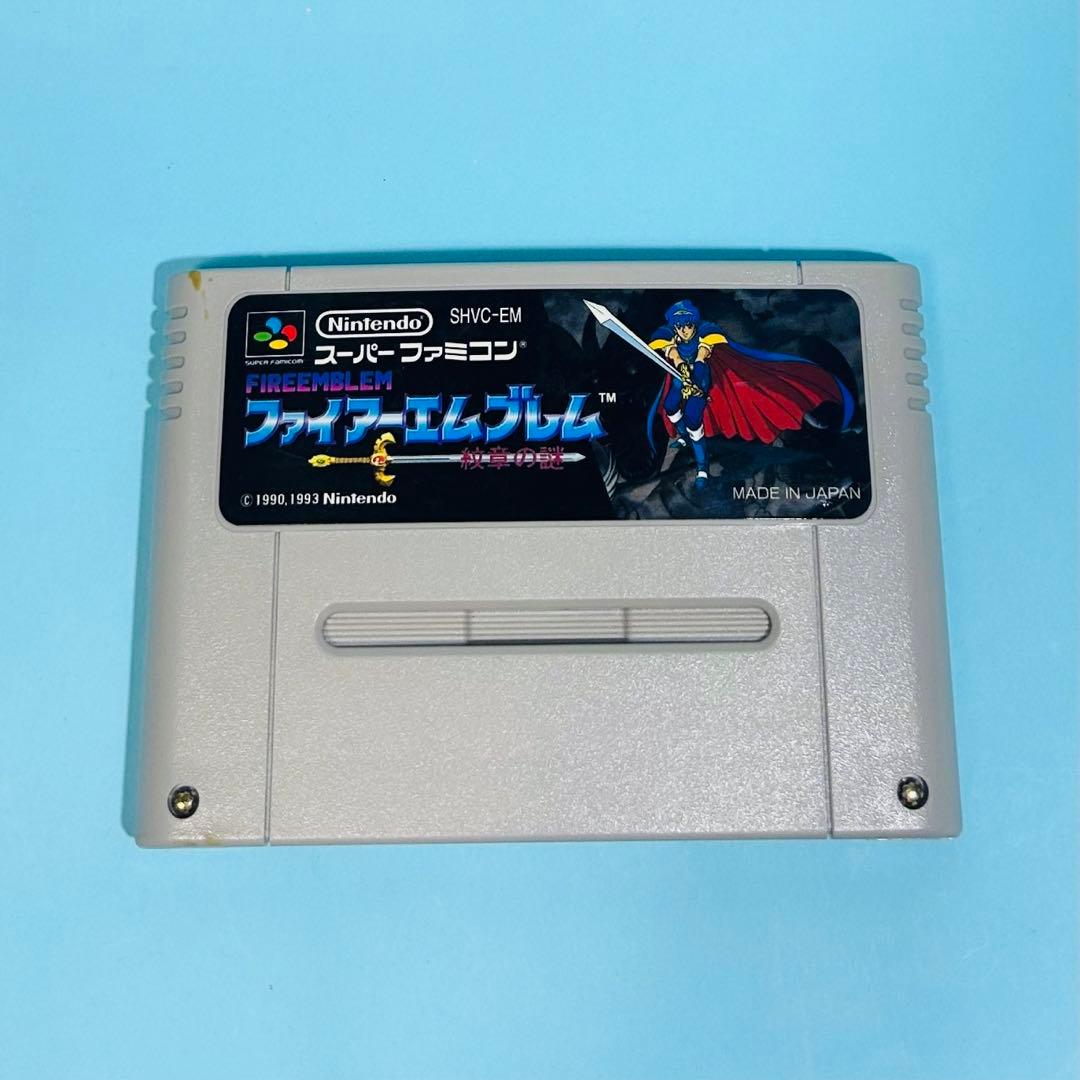 Nintendo SHVC-EM
SUPER FAMICOM
スーパーファミコン®
FIREEMBLEM
ファイアーエムブレム™
紋章の謎
© 1990,1993 Nintendo
MADE IN JAPAN